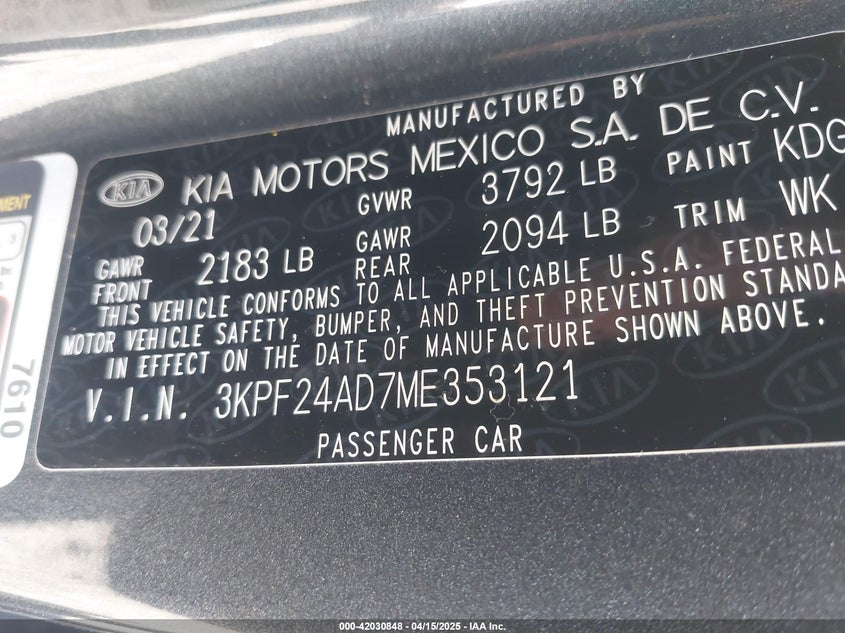 MANUFACTURED BY
KIA KIA MOTORS MEXICO S.A. DE C.V.
03/21 GVWR 3792 LB PAINT KDG
GAWR FRONT 2183 LB GAWR REAR 2094 LB TRIM WK
THIS VEHICLE CONFORMS TO ALL APPLICABLE U.S.A. FEDERAL
MOTOR VEHICLE SAFETY, BUMPER, AND THEFT PREVENTION STANDA
IN EFFECT ON THE DATE OF MANUFACTURE SHOWN ABOVE.
V.I.N. 3KPF24AD7ME353121
PASSENGER CAR
MENT
7610
000-42030848 - 04/15/2025 - IAA Inc.